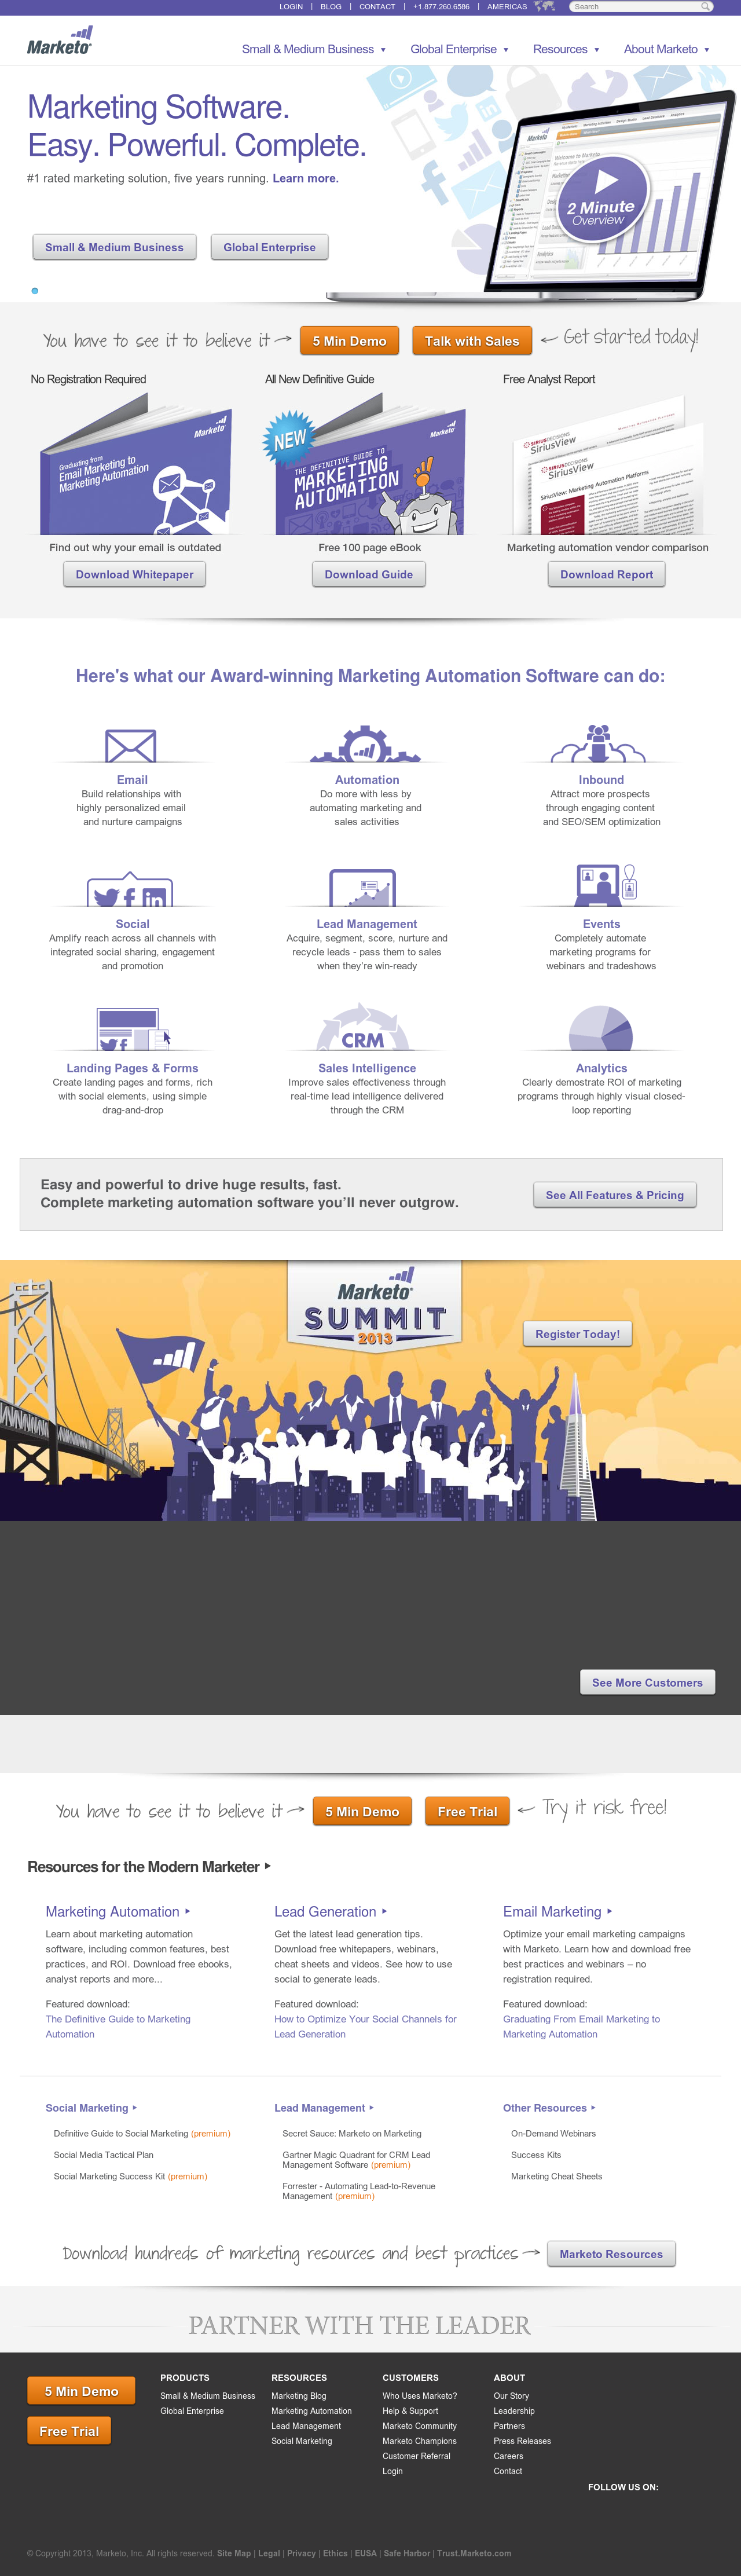 LOGIN | BLOG | CONTACT | +1.877.260.6586 | AMERICAS Search
Marketo
Small & Medium Business ▼ Global Enterprise ▼ Resources ▼ About Marketo ▼
Marketing Software.
Easy. Powerful. Complete.
#1 rated marketing solution, five years running. Learn more.
2 Minute
Overview
Small & Medium Business Global Enterprise
You have to see it to believe it 5 Min Demo Talk with Sales Get started today!
No Registration Required
Marketo
Graduating from
Email Marketing to
Marketing Automation
Find out why your email is outdated
Download Whitepaper
All New Definitive Guide
NEW
Marketo
THE DEFINITIVE GUIDE TO
MARKETING
AUTOMATION
Free 100 page eBook
Download Guide
Free Analyst Report
SIRIUSDECISIONS
SiriusView
SIRIUSDECISIONS
SiriusView
SiriusView: Marketing Automation Platforms
Marketing automation vendor comparison
Download Report
Here's what our Award-winning Marketing Automation Software can do:
Email
Build relationships with
highly personalized email
and nurture campaigns
Automation
Do more with less by
automating marketing and
sales activities
Inbound
Attract more prospects
through engaging content
and SEO/SEM optimization
Social
Amplify reach across all channels with
integrated social sharing, engagement
and promotion
Lead Management
Acquire, segment, score, nurture and
recycle leads - pass them to sales
when they're win-ready
Events
Completely automate
marketing programs for
webinars and tradeshows
Landing Pages & Forms
Create landing pages and forms, rich
with social elements, using simple
drag-and-drop
CRM
Sales Intelligence
Improve sales effectiveness through
real-time lead intelligence delivered
through the CRM
Analytics
Clearly demostrate ROI of marketing
programs through highly visual closed-
loop reporting
Easy and powerful to drive huge results, fast.
Complete marketing automation software you'll never outgrow.
See All Features & Pricing
Marketo
SUMMIT
2013
Register Today!
See More Customers
You have to see it to believe it 5 Min Demo Free Trial Try it risk free!
Resources for the Modern Marketer
Marketing Automation
Learn about marketing automation
software, including common features, best
practices, and ROI. Download free ebooks,
analyst reports and more...
Featured download:
The Definitive Guide to Marketing
Automation
Lead Generation
Get the latest lead generation tips.
Download free whitepapers, webinars,
cheat sheets and videos. See how to use
social to generate leads.
Featured download:
How to Optimize Your Social Channels for
Lead Generation
Email Marketing
Optimize your email marketing campaigns
with Marketo. Learn how and download free
best practices and webinars – no
registration required.
Featured download:
Graduating From Email Marketing to
Marketing Automation
Social Marketing
Definitive Guide to Social Marketing (premium)
Social Media Tactical Plan
Social Marketing Success Kit (premium)
Lead Management
Secret Sauce: Marketo on Marketing
Gartner Magic Quadrant for CRM Lead
Management Software (premium)
Forrester - Automating Lead-to-Revenue
Management (premium)
Other Resources
On-Demand Webinars
Success Kits
Marketing Cheat Sheets
Download hundreds of marketing resources and best practices Marketo Resources
PARTNER WITH THE LEADER
5 Min Demo
Free Trial
PRODUCTS
Small & Medium Business
Global Enterprise
RESOURCES
Marketing Blog
Marketing Automation
Lead Management
Social Marketing
CUSTOMERS
Who Uses Marketo?
Help & Support
Marketo Community
Marketo Champions
Customer Referral
Login
ABOUT
Our Story
Leadership
Partners
Press Releases
Careers
Contact
FOLLOW US ON:
© Copyright 2013, Marketo, Inc. All rights reserved. Site Map | Legal | Privacy | Ethics | EUSA | Safe Harbor | Trust.Marketo.com